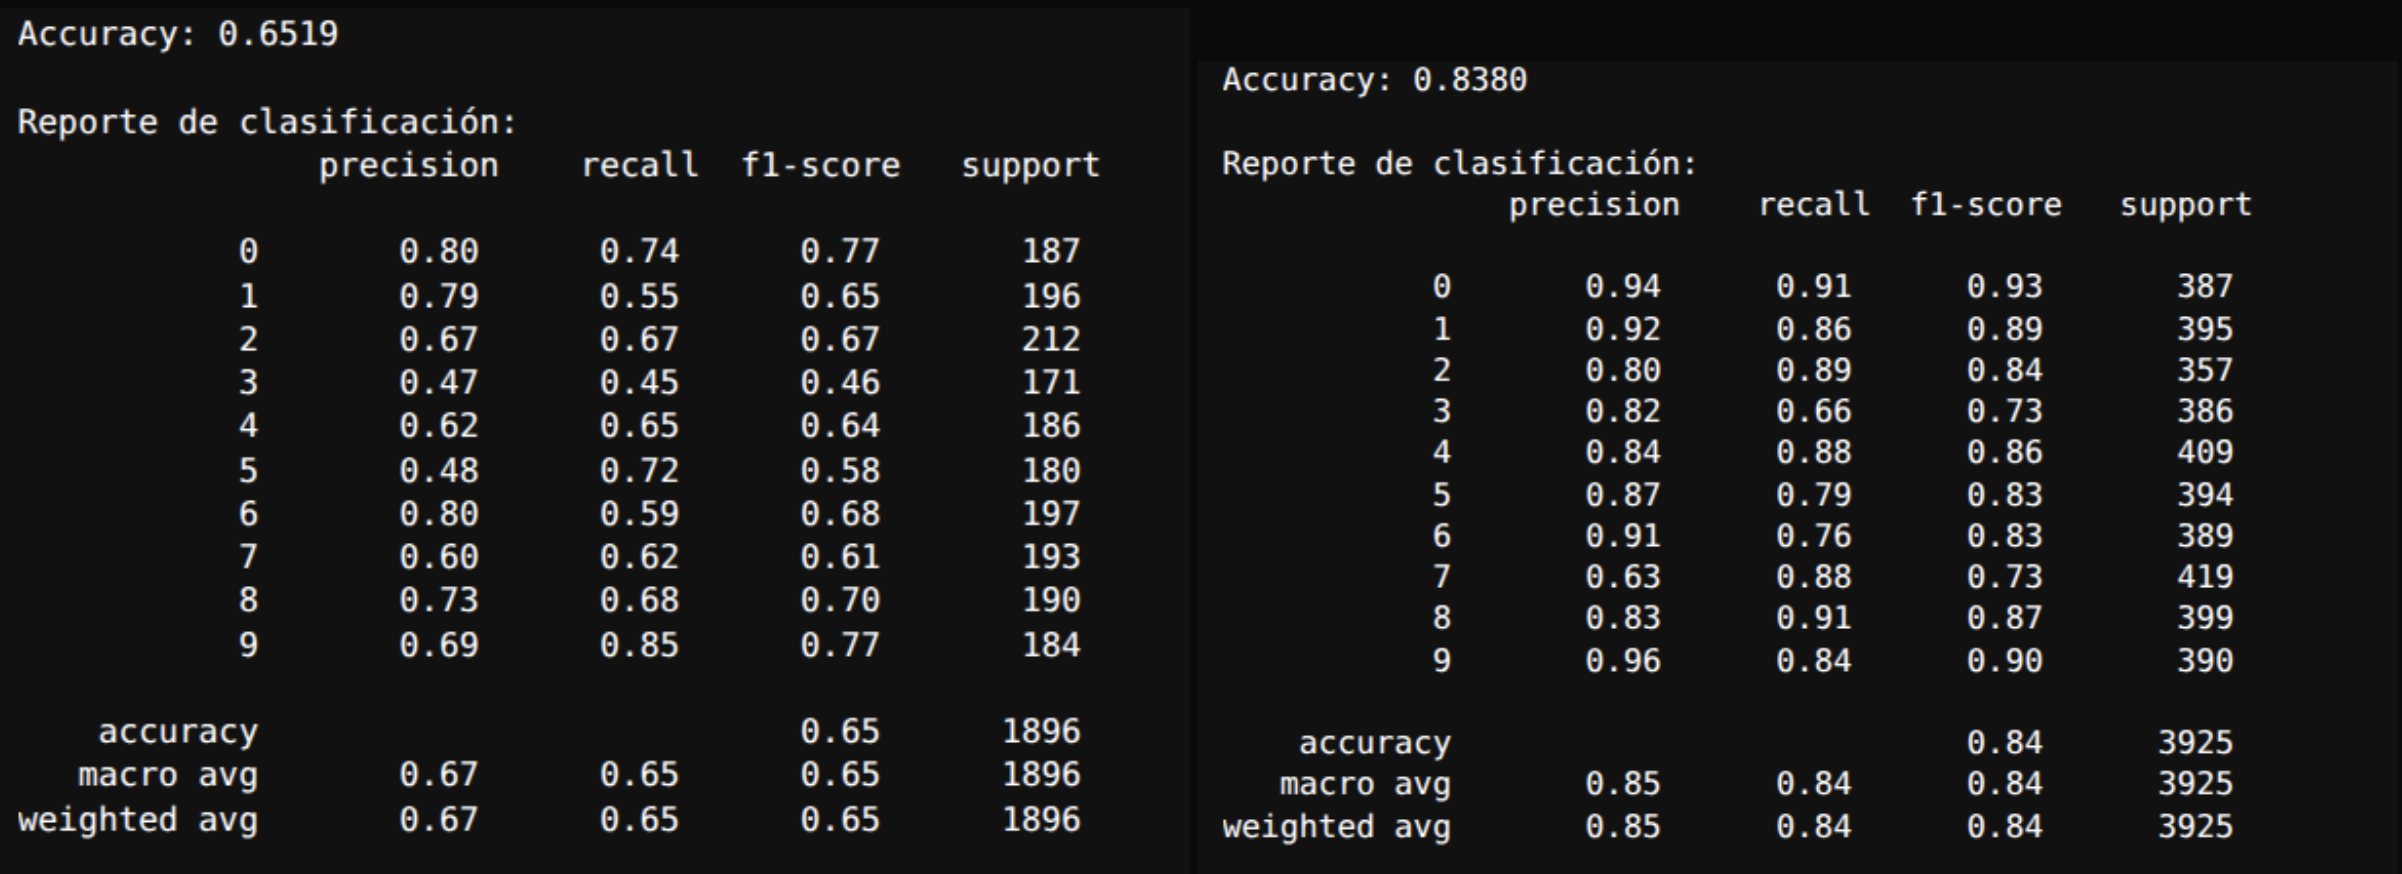 Accuracy: 0.6519
Reporte de clasificación:
precision recall f1-score support
0 0.80 0.74 0.77 187
1 0.79 0.55 0.65 196
2 0.67 0.67 0.67 212
3 0.47 0.45 0.46 171
4 0.62 0.65 0.64 186
5 0.48 0.72 0.58 180
6 0.80 0.59 0.68 197
7 0.60 0.62 0.61 193
8 0.73 0.68 0.70 190
9 0.69 0.85 0.77 184
accuracy 0.65 1896
macro avg 0.67 0.65 0.65 1896
weighted avg 0.67 0.65 0.65 1896
Accuracy: 0.8380
Reporte de clasificación:
precision recall f1-score support
0 0.94 0.91 0.93 387
1 0.92 0.86 0.89 395
2 0.80 0.89 0.84 357
3 0.82 0.66 0.73 386
4 0.84 0.88 0.86 409
5 0.87 0.79 0.83 394
6 0.91 0.76 0.83 389
7 0.63 0.88 0.73 419
8 0.83 0.91 0.87 399
9 0.96 0.84 0.90 390
accuracy 0.84 3925
macro avg 0.85 0.84 0.84 3925
weighted avg 0.85 0.84 0.84 3925